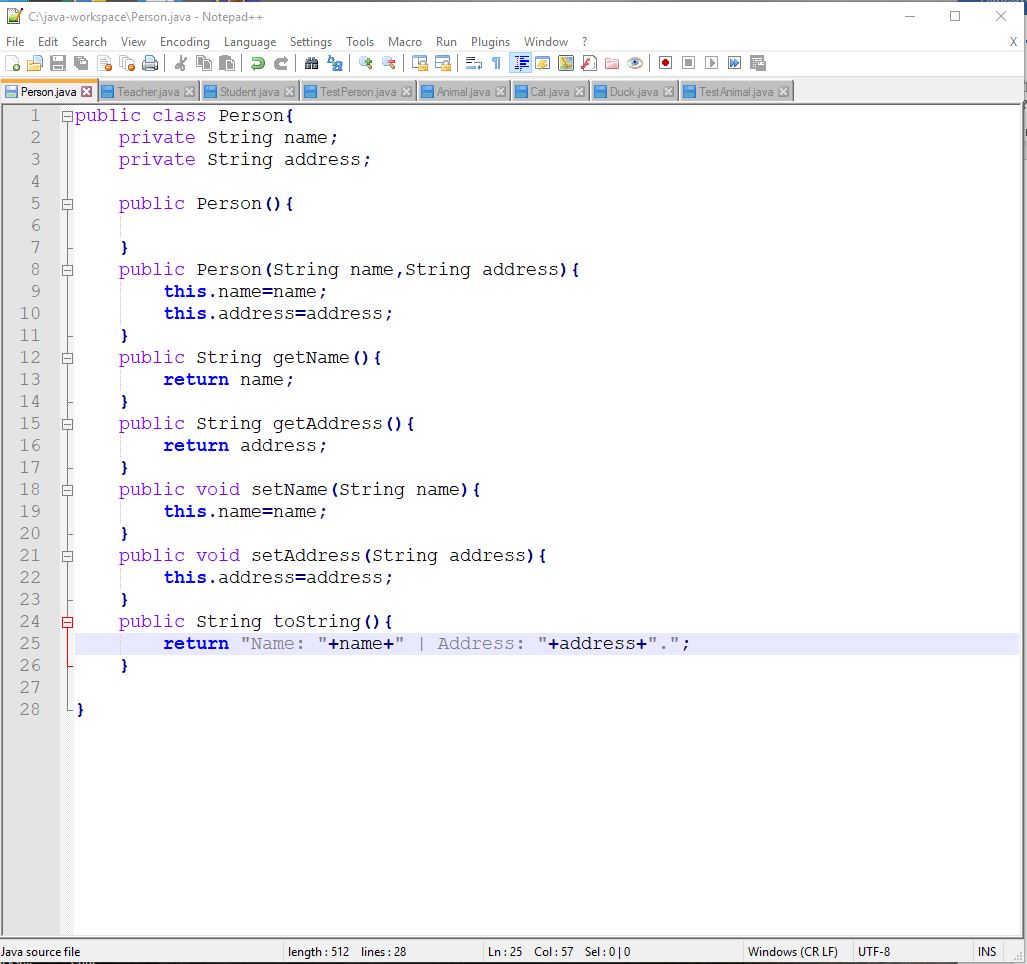 C:\java-workspace\Person.java - Notepad++
File Edit Search View Encoding Language Settings Tools Macro Run Plugins Window ? X
Person.java Teacher.java Student.java TestPerson.java Animal.java Cat.java Duck.java TestAnimal.java
1 public class Person{
2     private String name;
3     private String address;
4
5     public Person(){
6
7     }
8     public Person(String name,String address){
9         this.name=name;
10         this.address=address;
11     }
12     public String getName(){
13         return name;
14     }
15     public String getAddress(){
16         return address;
17     }
18     public void setName(String name){
19         this.name=name;
20     }
21     public void setAddress(String address){
22         this.address=address;
23     }
24     public String toString(){
25         return "Name: "+name+" | Address: "+address+".";
26     }
27
28 }
Java source file length : 512 lines : 28 Ln : 25 Col : 57 Sel : 0 | 0 Windows (CR LF) UTF-8 INS